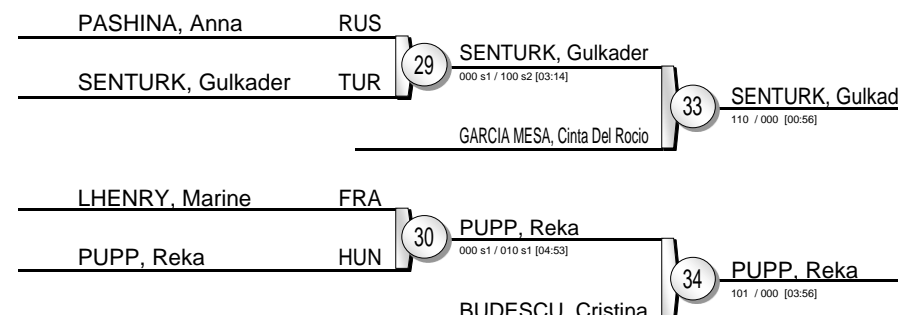 PASHINA, Anna RUS
29
SENTURK, Gulkader
000 s1 / 100 s2 [03:14]
SENTURK, Gulkader TUR
33
SENTURK, Gulkad
110 / 000 [00:56]
GARCIA MESA, Cinta Del Rocio
LHENRY, Marine FRA
30
PUPP, Reka
000 s1 / 010 s1 [04:53]
PUPP, Reka HUN
34
PUPP, Reka
101 / 000 [03:56]
BUDESCU, Cristina